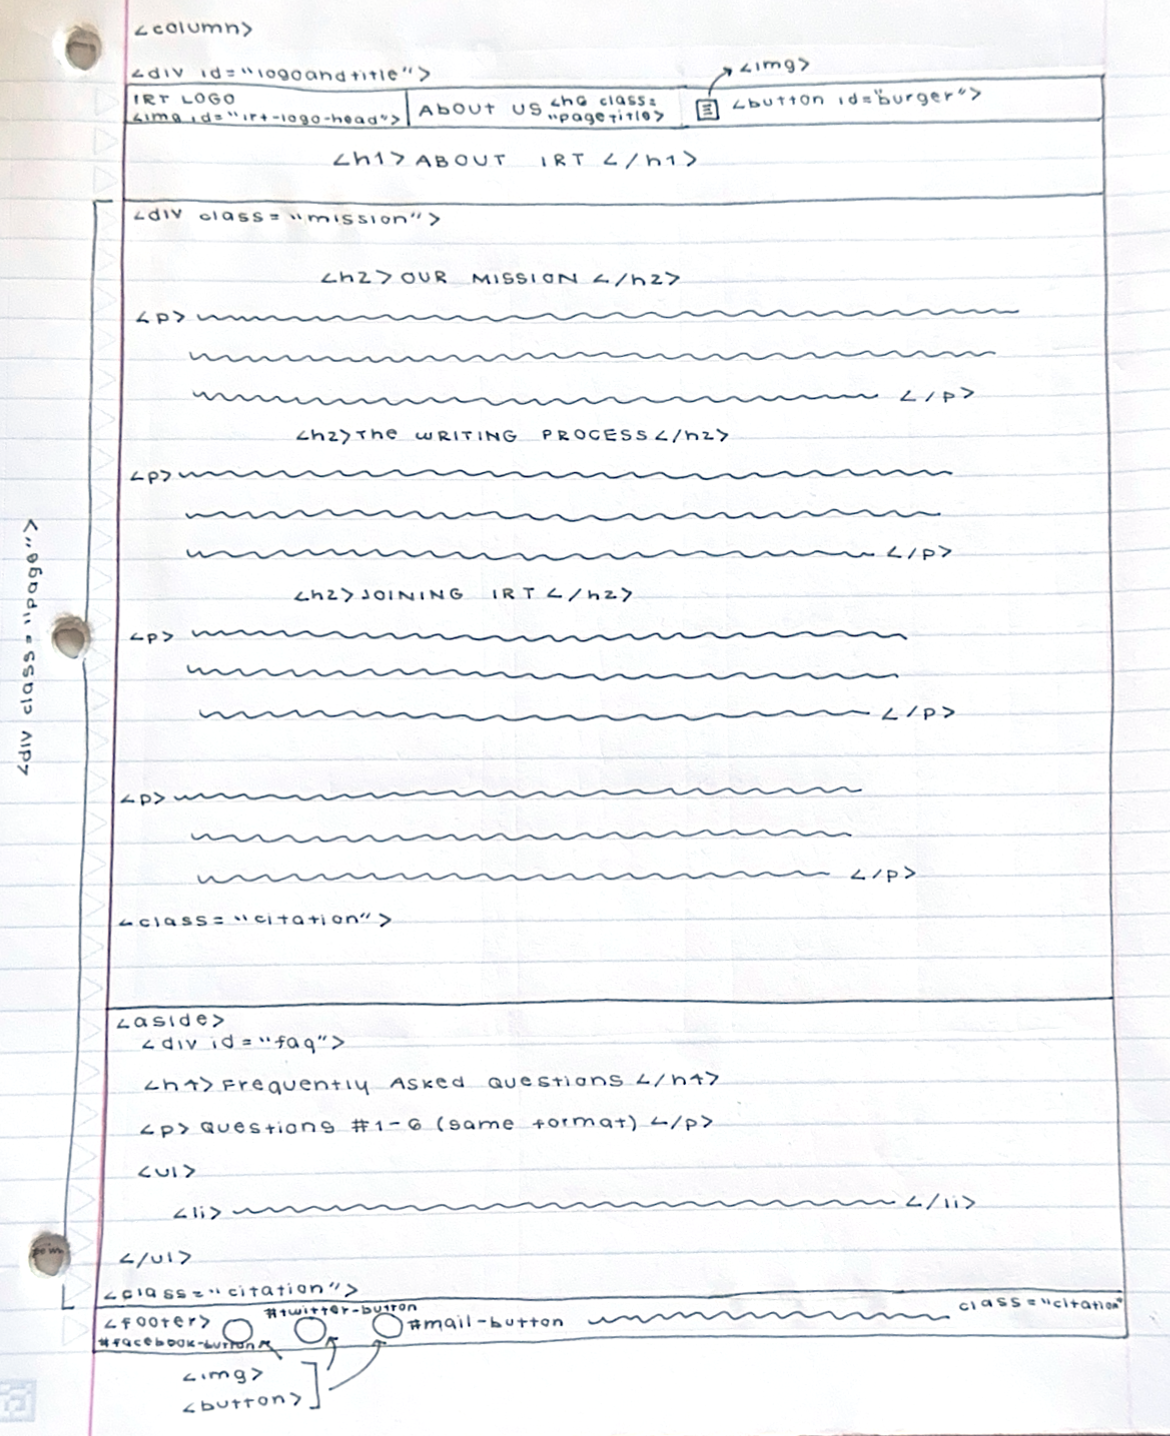 <column>
<div id="logoandtitle">
<img>
IRT LOGO
<img id="irt-logo-head">
ABOUT US
<h6 class=
"pagetitle>
<button id="burger">
<h1> ABOUT IRT </h1>
<div class="mission">
<h2> OUR MISSION </h2>
<p>
</p>
<h2> The WRITING PROCESS </h2>
<p>
</p>
<h2> JOINING IRT </h2>
<p>
</p>
<p>
</p>
<class="citation">
<div class="page">
<aside>
<div id="faq">
<h4> Frequently Asked Questions </h4>
<p> Questions #1-6 (same format) </p>
<ul>
<li> </li>
</ul>
<class="citation">
<footer>
#facebook-button
#twitter-button
#mail-button
class="citation"
<img>
<button>